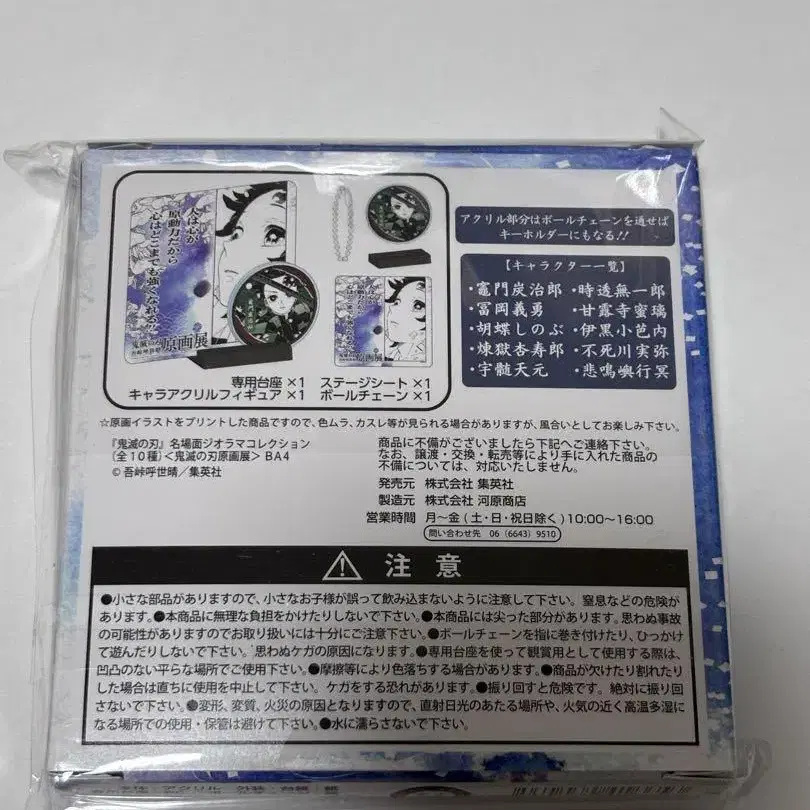 人は心が
原動力だから
心はどこまでも強くなれる!!
鬼滅の刃
吾峠呼世晴
原画展
専用台座 ×1
キャラアクリルフィギュア ×1
ステージシート ×1
ボールチェーン ×1
アクリル部分はボールチェーンを通せば
キーホルダーにもなる!!
【キャラクター一覧】
・竈門炭治郎 ・時透無一郎
・冨岡義勇 ・甘露寺蜜璃
・胡蝶しのぶ ・伊黒小芭内
・煉獄杏寿郎 ・不死川実弥
・宇髄天元 ・悲鳴嶼行冥
☆原画イラストをプリントした商品ですので、色ムラ、カスレ等が見られる場合がありますが、風合いとしてお楽しみ下さい。
『鬼滅の刃』名場面ジオラマコレクション
(全10種)<鬼滅の刃原画展> BA4
©吾峠呼世晴／集英社
商品に不備がございましたら下記へご連絡下さい。
なお、譲渡・交換・転売等により手に入れた商品の
不備については、対応いたしません。
発売元 株式会社 集英社
製造元 株式会社 河原商店
営業時間 月～金 (土・日・祝日除く) 10:00～16:00
問い合わせ先 06 (6643) 9510
注意
●小さな部品がありますので、小さなお子様が誤って飲み込まないように注意して下さい。窒息などの危険が
あります。●本商品に無理な負担をかけたりしないで下さい。●本商品には尖った部分があります。思わぬ事故
の可能性がありますのでお取り扱いには十分にご注意下さい。●ボールチェーンを指に巻き付けたり、ひっかけ
て遊んだりしないで下さい。思わぬケガの原因になります。●専用台座を使って観賞用として使用する際は、
凹凸のない平らな場所でご使用下さい。●摩擦等により色落ちする場合があります。●商品が欠けたり割れたり
した場合は直ちに使用を中止して下さい。ケガをする恐れがあります。●振り回すと危険です。絶対に振り回
さないで下さい。●変形、変質、火災の原因となりますので、直射日光のあたる場所や、火気の近く高温多湿に
なる場所での使用・保管は避けて下さい。●水に濡らさないで下さい。